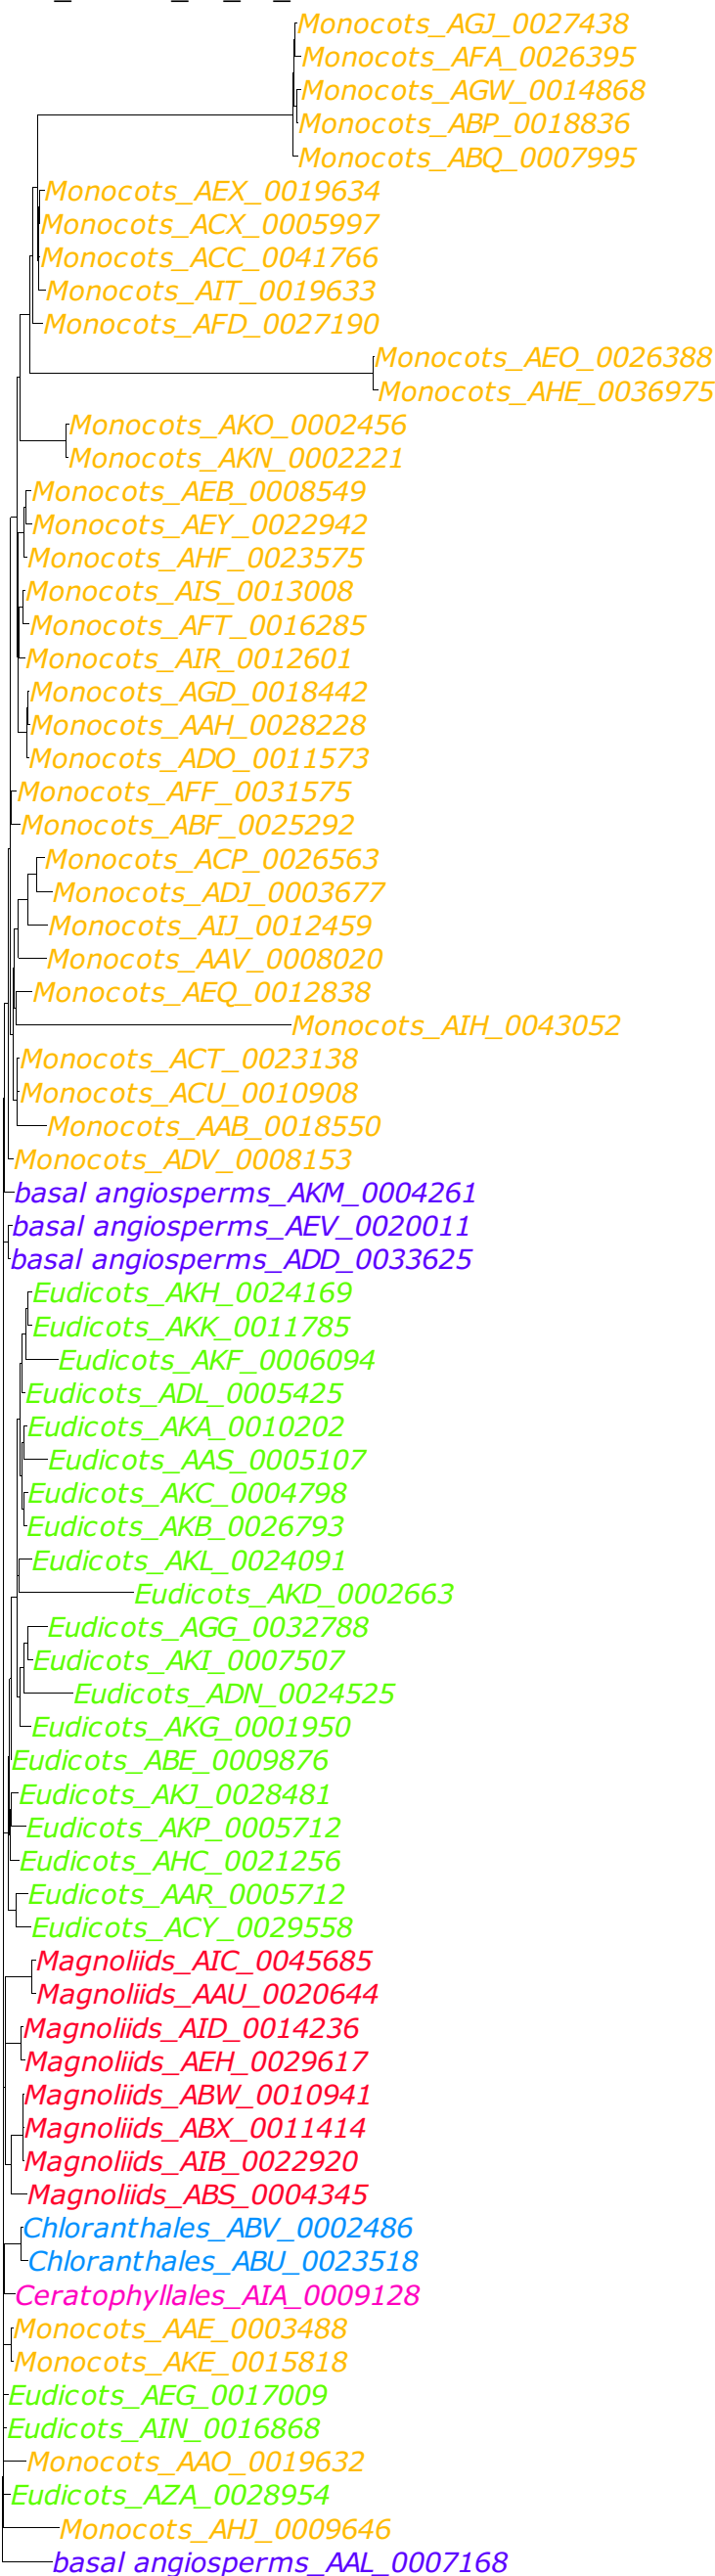 Monocots_AGJ_0027438
Monocots_AFA_0026395
Monocots_AGW_0014868
Monocots_ABP_0018836
Monocots_ABQ_0007995
Monocots_AEX_0019634
Monocots_ACX_0005997
Monocots_ACC_0041766
Monocots_AIT_0019633
Monocots_AFD_0027190
Monocots_AEO_0026388
Monocots_AHE_0036975
Monocots_AKO_0002456
Monocots_AKN_0002221
Monocots_AEB_0008549
Monocots_AEY_0022942
Monocots_AHF_0023575
Monocots_AIS_0013008
Monocots_AFT_0016285
Monocots_AIR_0012601
Monocots_AGD_0018442
Monocots_AAH_0028228
Monocots_ADO_0011573
Monocots_AFF_0031575
Monocots_ABF_0025292
Monocots_ACP_0026563
Monocots_ADJ_0003677
Monocots_AIJ_0012459
Monocots_AAV_0008020
Monocots_AEQ_0012838
Monocots_AIH_0043052
Monocots_ACT_0023138
Monocots_ACU_0010908
Monocots_AAB_0018550
Monocots_ADV_0008153
basal angiosperms_AKM_0004261
basal angiosperms_AEV_0020011
basal angiosperms_ADD_0033625
Eudicots_AKH_0024169
Eudicots_AKK_0011785
Eudicots_AKF_0006094
Eudicots_ADL_0005425
Eudicots_AKA_0010202
Eudicots_AAS_0005107
Eudicots_AKC_0004798
Eudicots_AKB_0026793
Eudicots_AKL_0024091
Eudicots_AKD_0002663
Eudicots_AGG_0032788
Eudicots_AKI_0007507
Eudicots_ADN_0024525
Eudicots_AKG_0001950
Eudicots_ABE_0009876
Eudicots_AKJ_0028481
Eudicots_AKP_0005712
Eudicots_AHC_0021256
Eudicots_AAR_0005712
Eudicots_ACY_0029558
Magnoliids_AIC_0045685
Magnoliids_AAU_0020644
Magnoliids_AID_0014236
Magnoliids_AEH_0029617
Magnoliids_ABW_0010941
Magnoliids_ABX_0011414
Magnoliids_AIB_0022920
Magnoliids_ABS_0004345
Chloranthales_ABV_0002486
Chloranthales_ABU_0023518
Ceratophyllales_AIA_0009128
Monocots_AAE_0003488
Monocots_AKE_0015818
Eudicots_AEG_0017009
Eudicots_AIN_0016868
Monocots_AAO_0019632
Eudicots_AZA_0028954
Monocots_AHJ_0009646
basal angiosperms_AAL_0007168